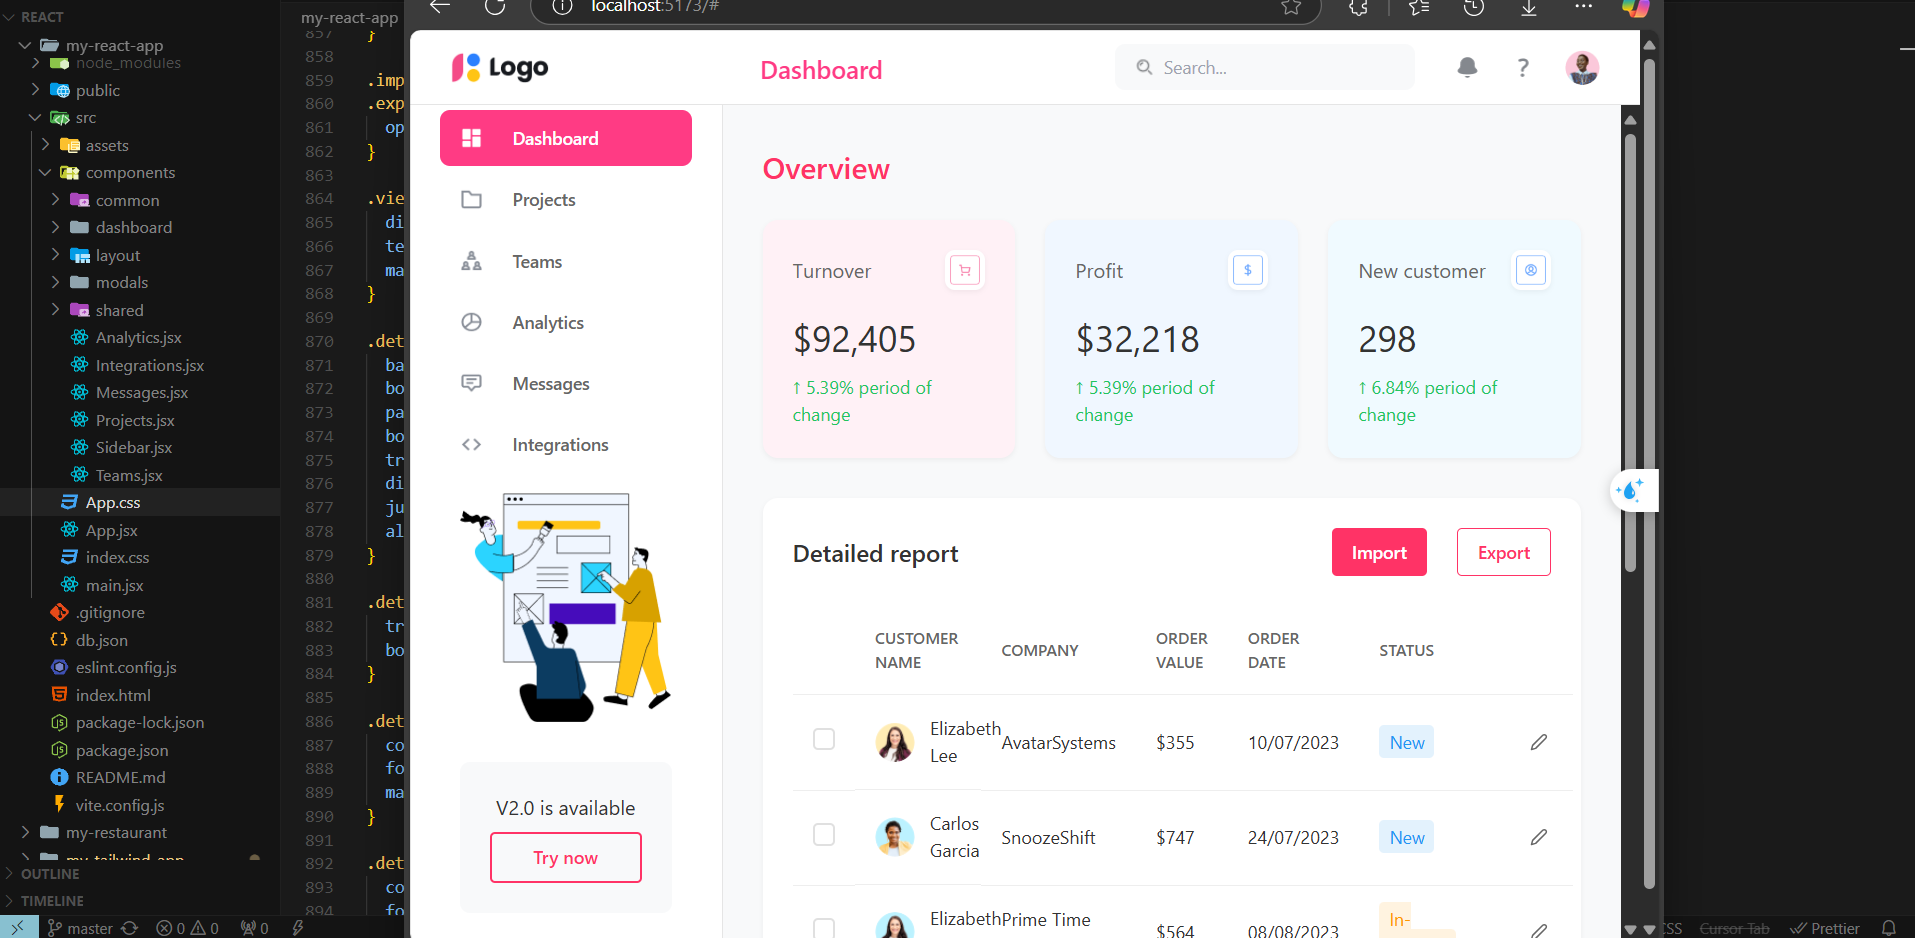 REACT
my-react-app
node_modules
public
src
assets
components
common
dashboard
layout
modals
shared
Analytics.jsx
Integrations.jsx
Messages.jsx
Projects.jsx
Sidebar.jsx
Teams.jsx
App.css
App.jsx
index.css
main.jsx
.gitignore
db.json
eslint.config.js
index.html
package-lock.json
package.json
README.md
vite.config.js
my-restaurant
my-tailwind-app
OUTLINE
TIMELINE
master
0 0
0
my-react-app
857 }
858
859 .imp
860 .exp
861 op
862 }
863
864 .vie
865 di
866 te
867 ma
868 }
869
870 .det
871 ba
872 bo
873 pa
874 bo
875 tr
876 di
877 ju
878 al
879 }
880
881 .det
882 tr
883 bo
884 }
885
886 .det
887 co
888 fo
889 ma
890 }
891
892 .det
893 co
894 fo
localhost:5173/#
Logo
Dashboard
Search...
?
Dashboard
Projects
Teams
Analytics
Messages
Integrations
V2.0 is available
Try now
Overview
Turnover
$92,405
↑ 5.39% period of
change
Profit
$
$32,218
↑ 5.39% period of
change
New customer
298
↑ 6.84% period of
change
Detailed report
Import
Export
CUSTOMER
NAME
COMPANY
ORDER
VALUE
ORDER
DATE
STATUS
Elizabeth
Lee
AvatarSystems
$355
10/07/2023
New
Carlos
Garcia
SnoozeShift
$747
24/07/2023
New
Elizabeth
Prime Time
$564
08/08/2023
In-
CSS
Cursor Tab
Prettier